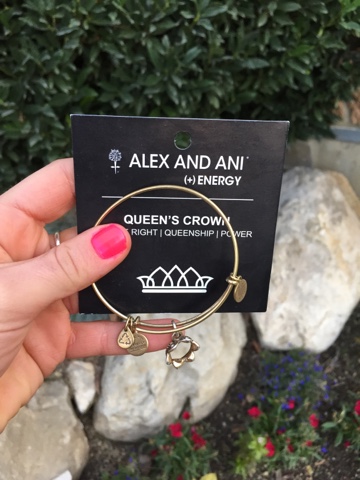 ALEX AND ANI
(+) ENERGY
QUEEN'S CROWN
RIGHT | QUEENSHIP | POWER